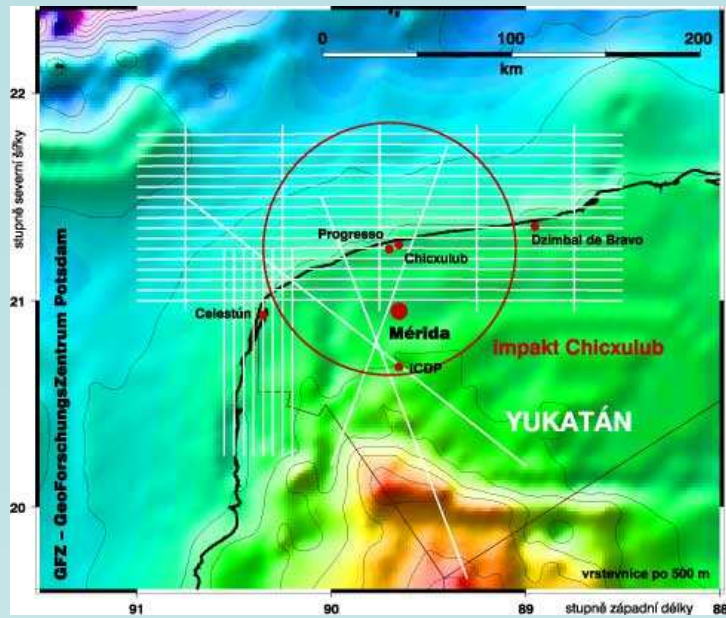 0 100 200
km
22
21
20
stupně severní šířky
GFZ – GeoForschungsZentrum Potsdam
Progresso
Chicxulub
Dzimbal de Bravo
Celestún
Mérida
impakt Chicxulub
ICDP
YUKATÁN
vrstevnice po 500 m
91 90 89 88
stupně západní délky